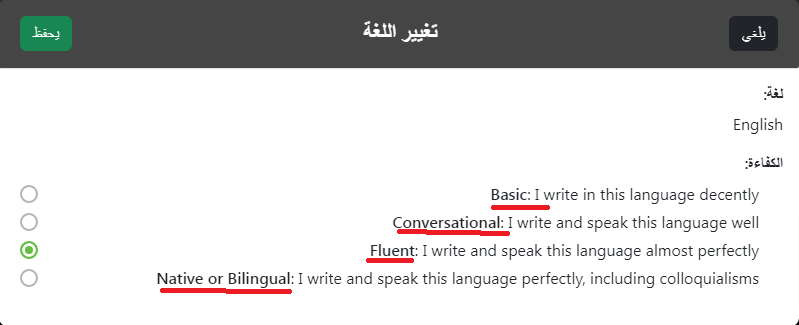 يلغي
تغيير اللغة
يحفظ
لغة:
English
الكفاءة:
Basic: I write in this language decently
Conversational: I write and speak this language well
Fluent: I write and speak this language almost perfectly
Native or Bilingual: I write and speak this language perfectly, including colloquialisms